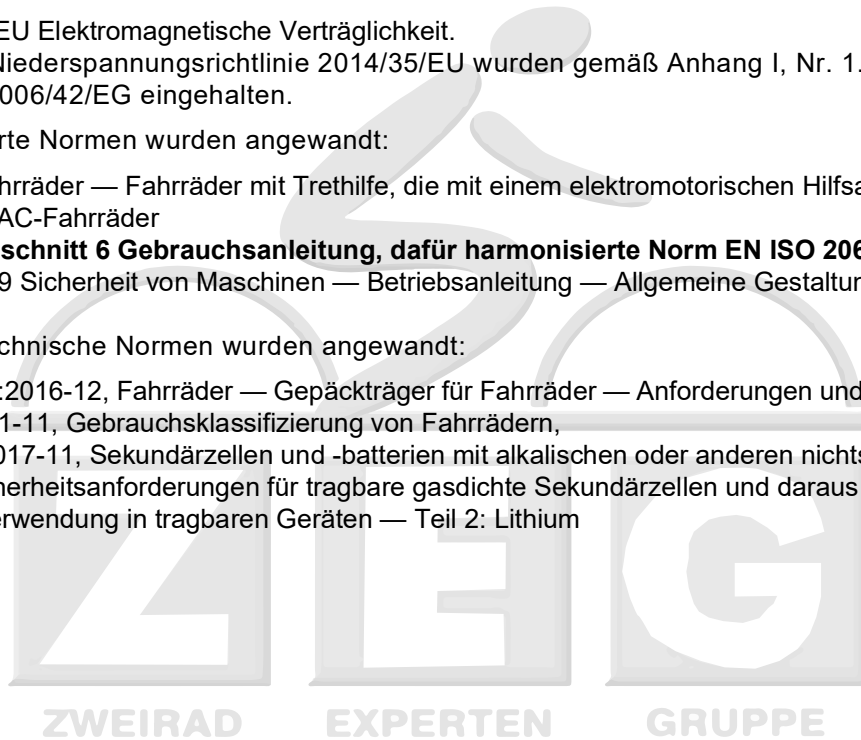 EU Elektromagnetische Verträglichkeit.
Niederspannungsrichtlinie 2014/35/EU wurden gemäß Anhang I, Nr. 1.
006/42/EG eingehalten.
rte Normen wurden angewandt:
hrräder — Fahrräder mit Trethilfe, die mit einem elektromotorischen Hilfsa
AC-Fahrräder
schnitt 6 Gebrauchsanleitung, dafür harmonisierte Norm EN ISO 206
9 Sicherheit von Maschinen — Betriebsanleitung — Allgemeine Gestaltun
chnische Normen wurden angewandt:
:2016-12, Fahrräder — Gepäckträger für Fahrräder — Anforderungen und
1-11, Gebrauchsklassifizierung von Fahrrädern,
017-11, Sekundärzellen und -batterien mit alkalischen oder anderen nichts
herheitsanforderungen für tragbare gasdichte Sekundärzellen und daraus
erwendung in tragbaren Geräten — Teil 2: Lithium
ZEG
ZWEIRAD EXPERTEN GRUPPE